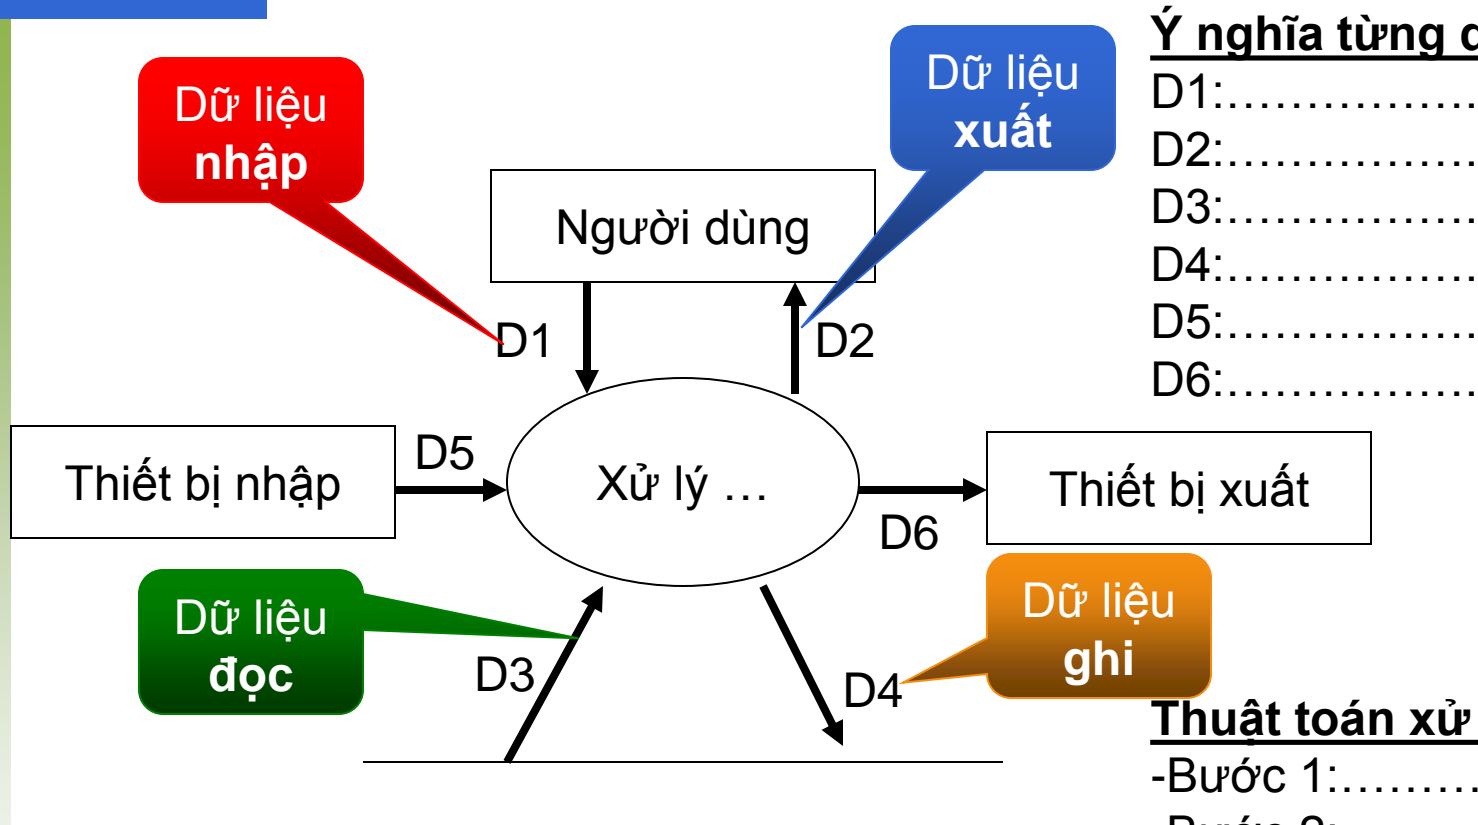 Dữ liệu
nhập
Dữ liệu
xuất
Người dùng
D1
D2
Thiết bị nhập
D5
Xử lý …
D6
Thiết bị xuất
Dữ liệu
đọc
D3
Dữ liệu
ghi
D4
Ý nghĩa từng
D1:………………
D2:………………
D3:………………
D4:………………
D5:………………
D6:………………
Thuật toán xử
-Bước 1:………
-Bước 2: